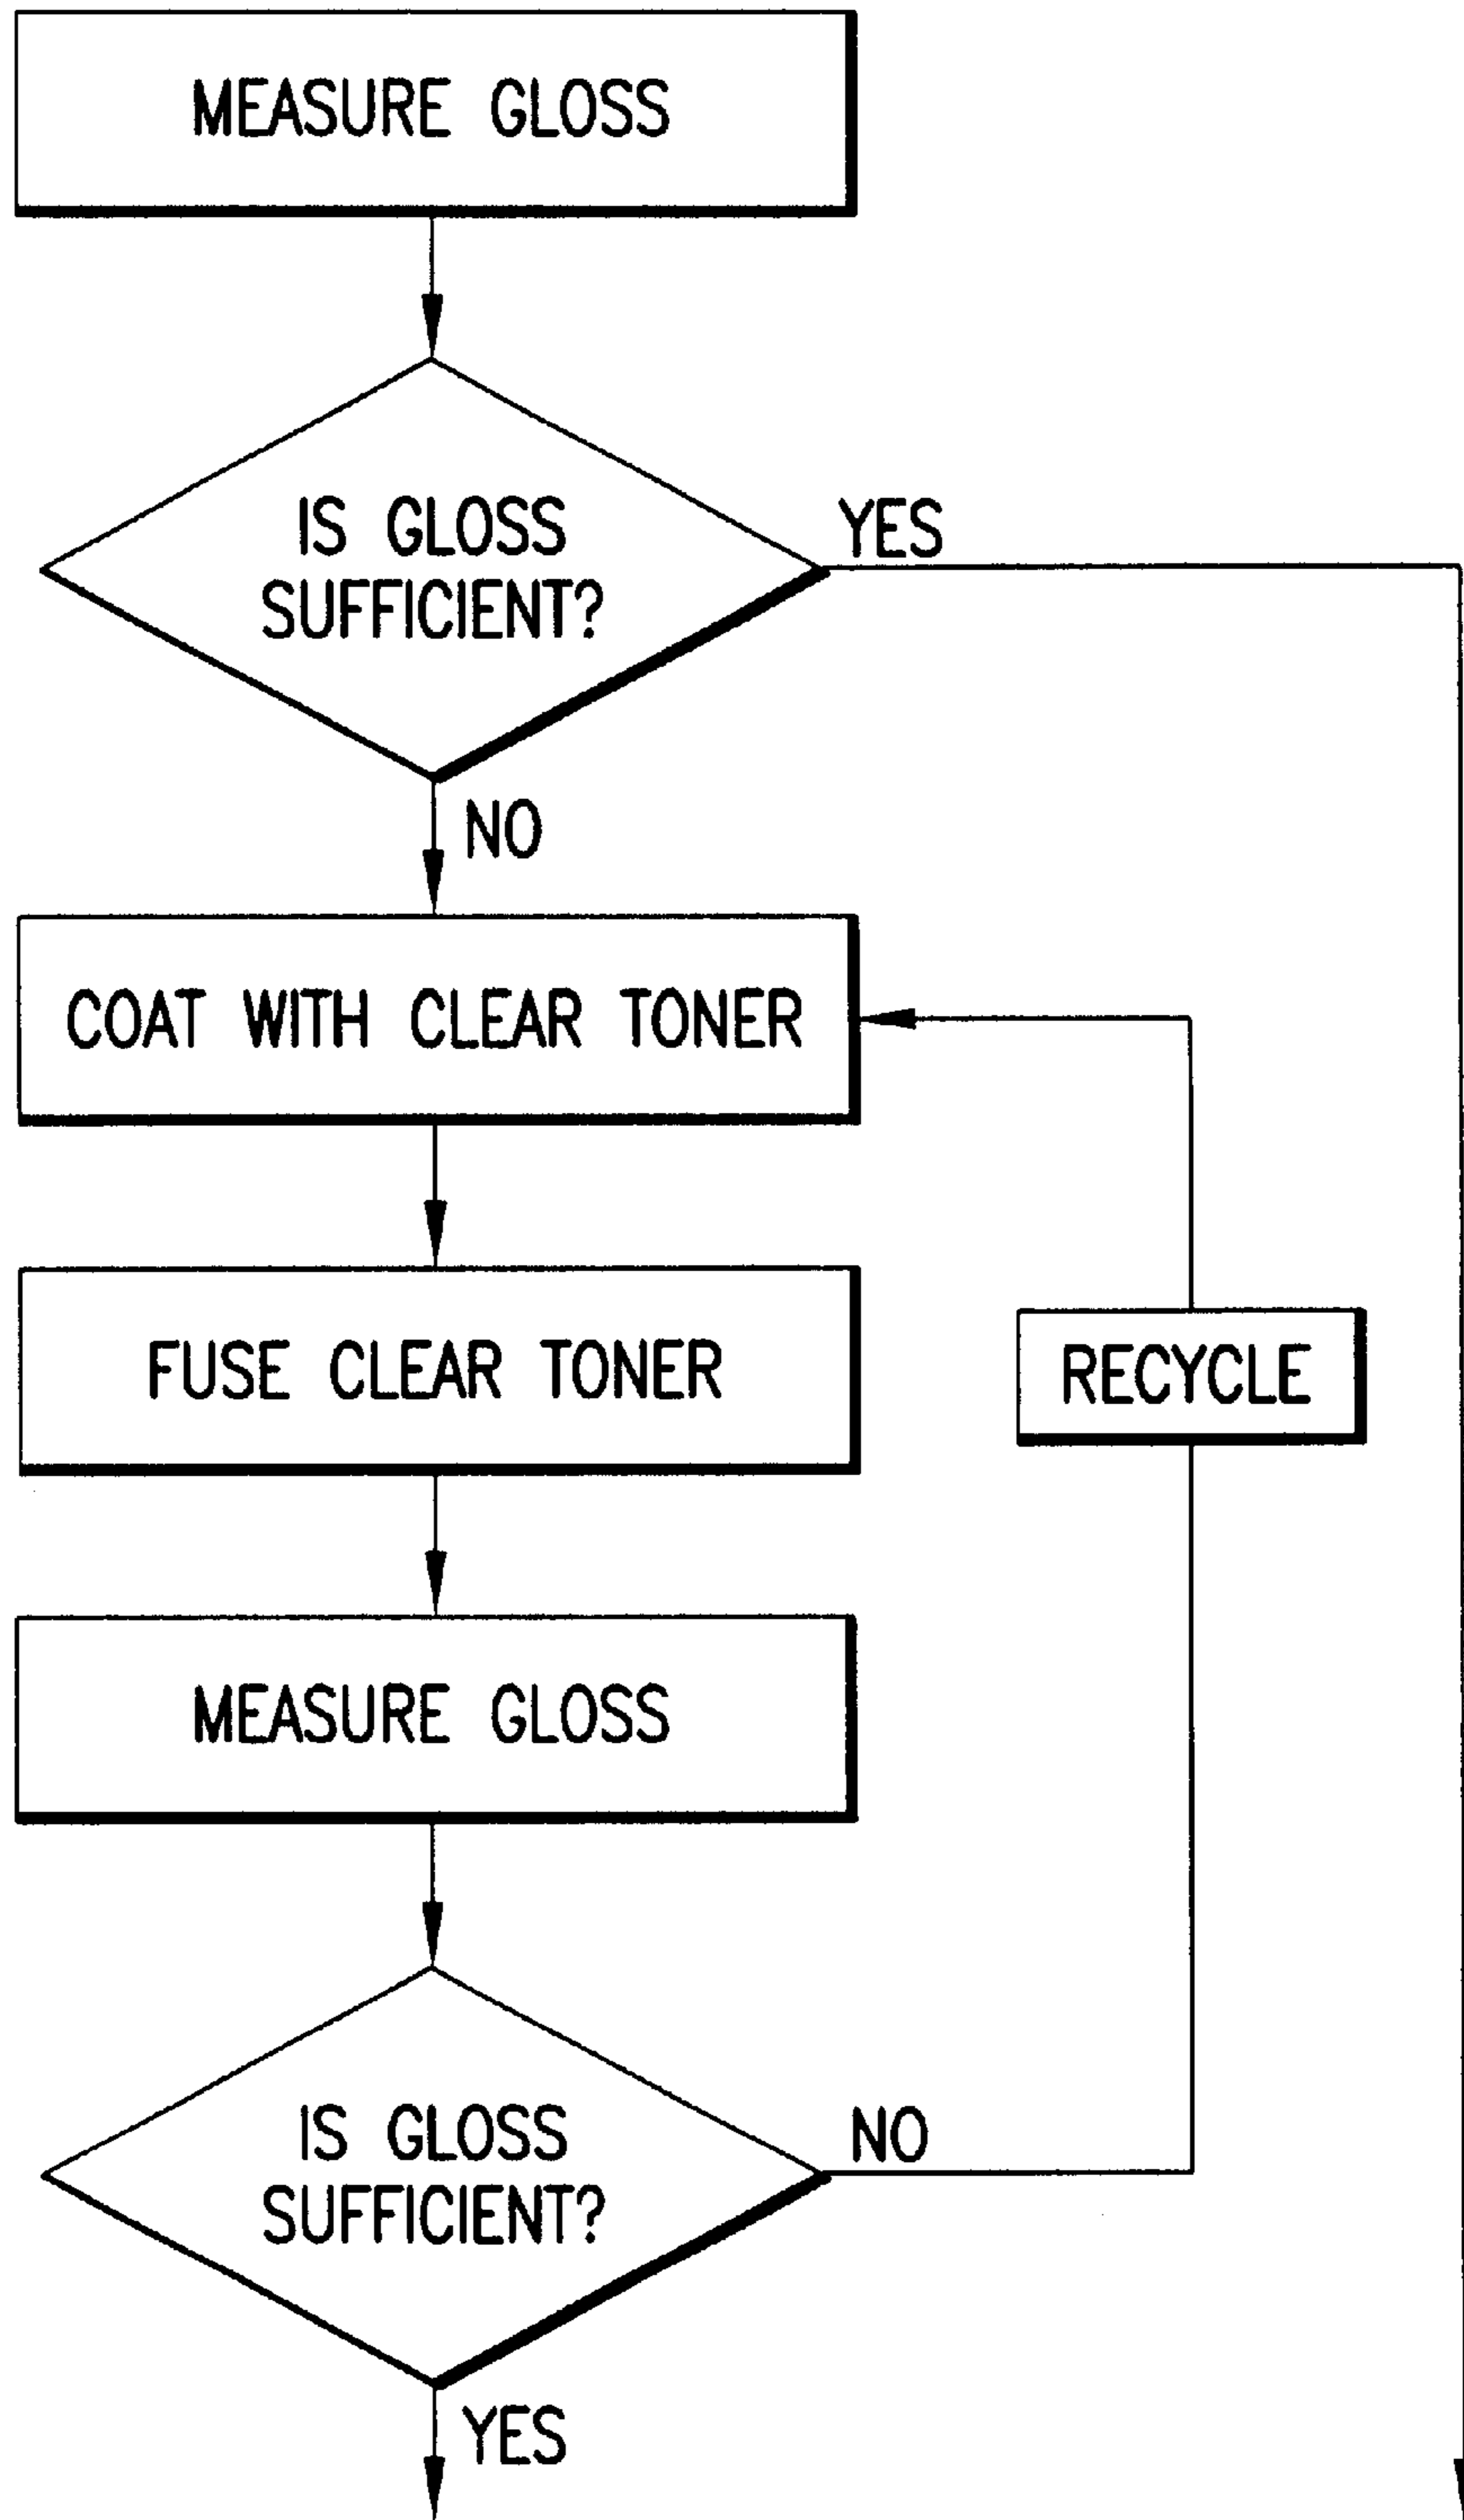 MEASURE GLOSS
IS GLOSS
SUFFICIENT?
YES
NO
COAT WITH CLEAR TONER
FUSE CLEAR TONER
RECYCLE
MEASURE GLOSS
IS GLOSS
SUFFICIENT?
NO
YES